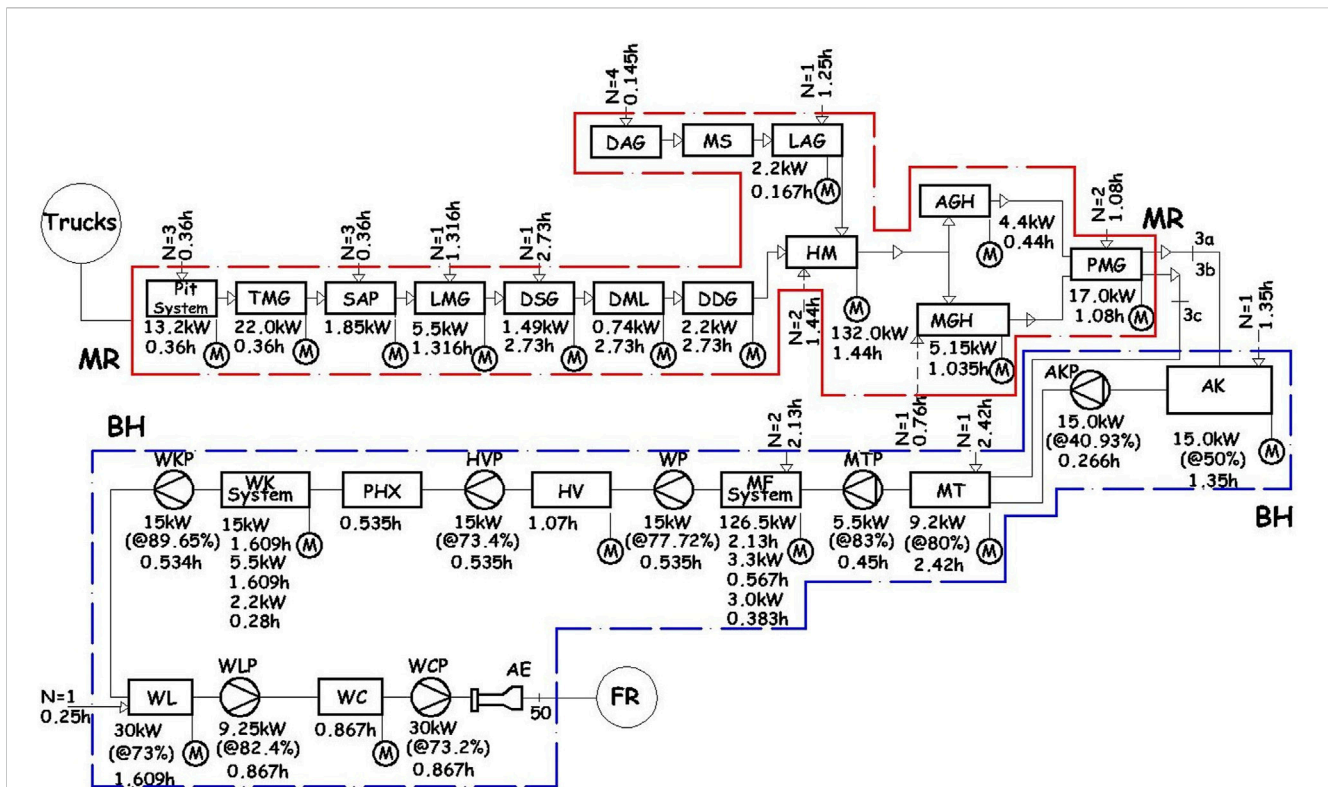 N=4
0.145h
N=1
1.25h
DAG
MS
LAG
2.2kW
0.167h
M
Trucks
N=3
0.36h
N=3
0.36h
N=1
1.316h
N=1
2.73h
AGH
4.4kW
0.44h
M
N=2
1.08h
MR
3a
3b
3c
Pit
System
TMG
SAP
LMG
DSG
DML
DDG
HM
PMG
13.2kW
0.36h
M
22.0kW
0.36h
M
1.85kW
M
5.5kW
1.316h
M
1.49kW
2.73h
M
0.74kW
2.73h
M
2.2kW
2.73h
M
N=2
1.44h
132.0kW
1.44h
M
MGH
5.15kW
1.035h
M
17.0kW
1.08h
M
N=1
1.35h
MR
N=1
0.76h
AKP
15.0kW
(@40.93%)
0.266h
AK
15.0kW
(@50%)
1.35h
M
BH
BH
N=2
2.13h
N=1
2.42h
WKP
WK
System
PHX
HVP
HV
WP
MF
System
MTP
MT
15kW
(@89.65%)
0.534h
15kW
1.609h
5.5kW
1.609h
2.2kW
0.28h
M
0.535h
15kW
(@73.4%)
0.535h
1.07h
M
15kW
(@77.72%)
0.535h
126.5kW
2.13h
3.3kW
0.567h
3.0kW
0.383h
M
5.5kW
(@83%)
0.45h
9.2kW
(@80%)
2.42h
M
N=1
0.25h
WL
WLP
WC
WCP
AE
50
FR
30kW
(@73%)
1.609h
M
9.25kW
(@82.4%)
0.867h
0.867h
M
30kW
(@73.2%)
0.867h